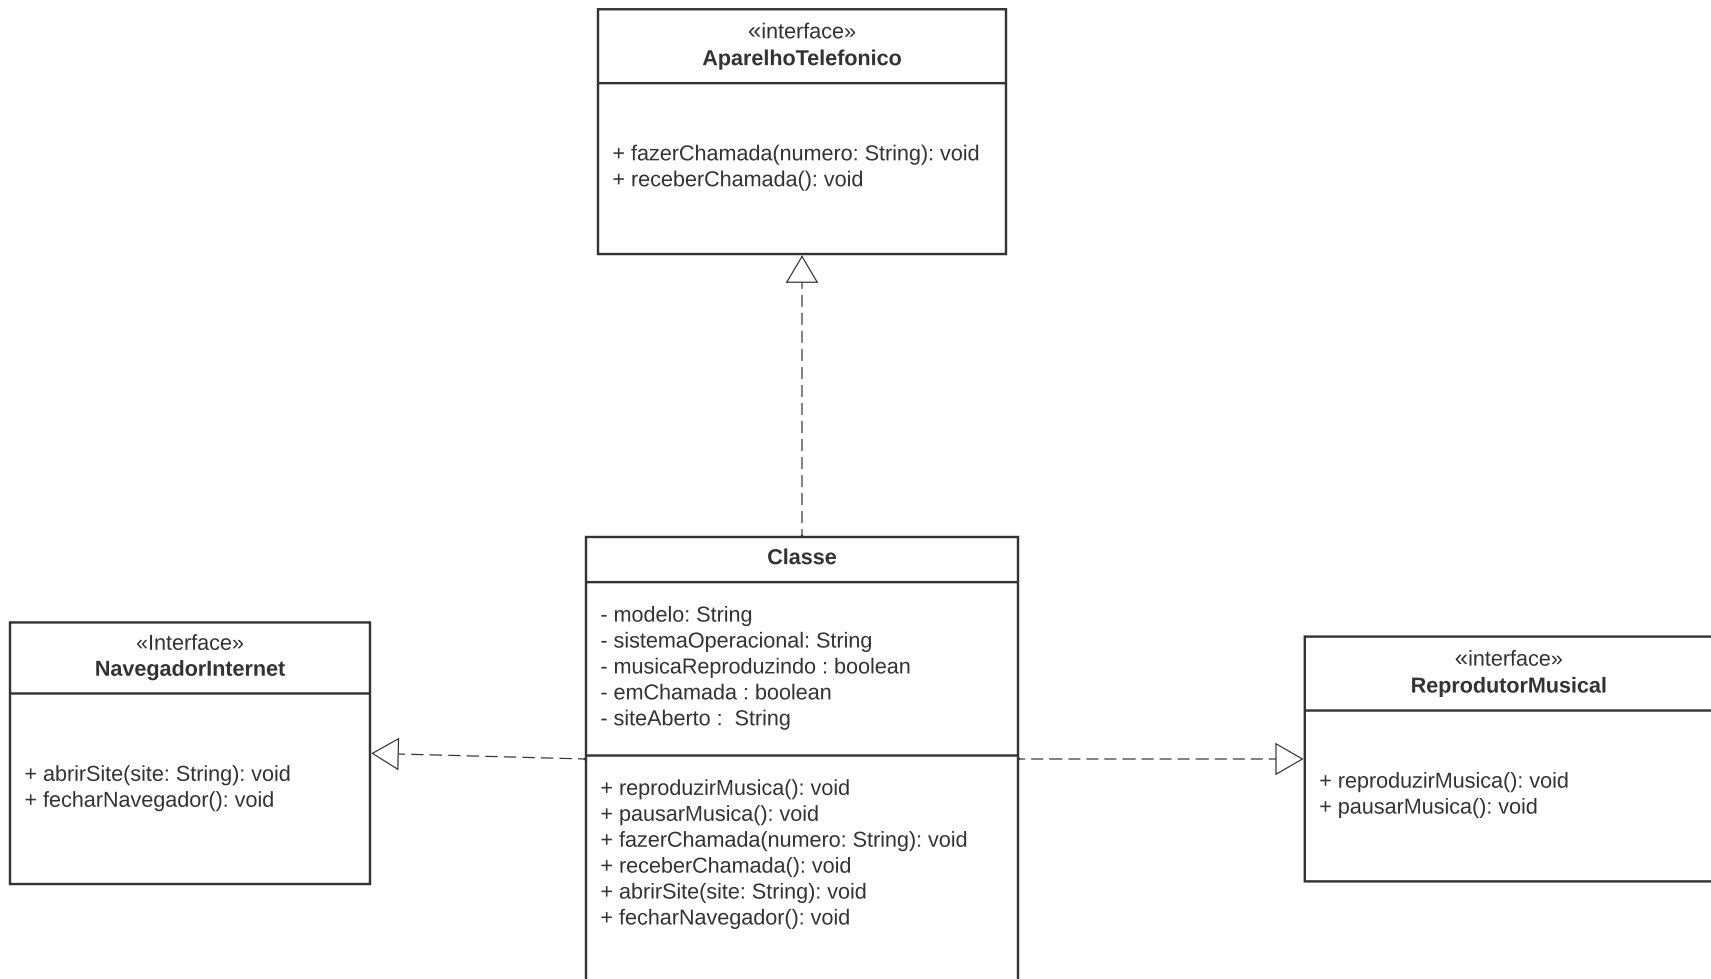 «interface»
AparelhoTelefonico
+ fazerChamada(numero: String): void
+ receberChamada(): void
Classe
- modelo: String
- sistemaOperacional: String
- musicaReproduzindo : boolean
- emChamada : boolean
- siteAberto :  String
+ reproduzirMusica(): void
+ pausarMusica(): void
+ fazerChamada(numero: String): void
+ receberChamada(): void
+ abrirSite(site: String): void
+ fecharNavegador(): void
«Interface»
NavegadorInternet
+ abrirSite(site: String): void
+ fecharNavegador(): void
«interface»
ReprodutorMusical
+ reproduzirMusica(): void
+ pausarMusica(): void